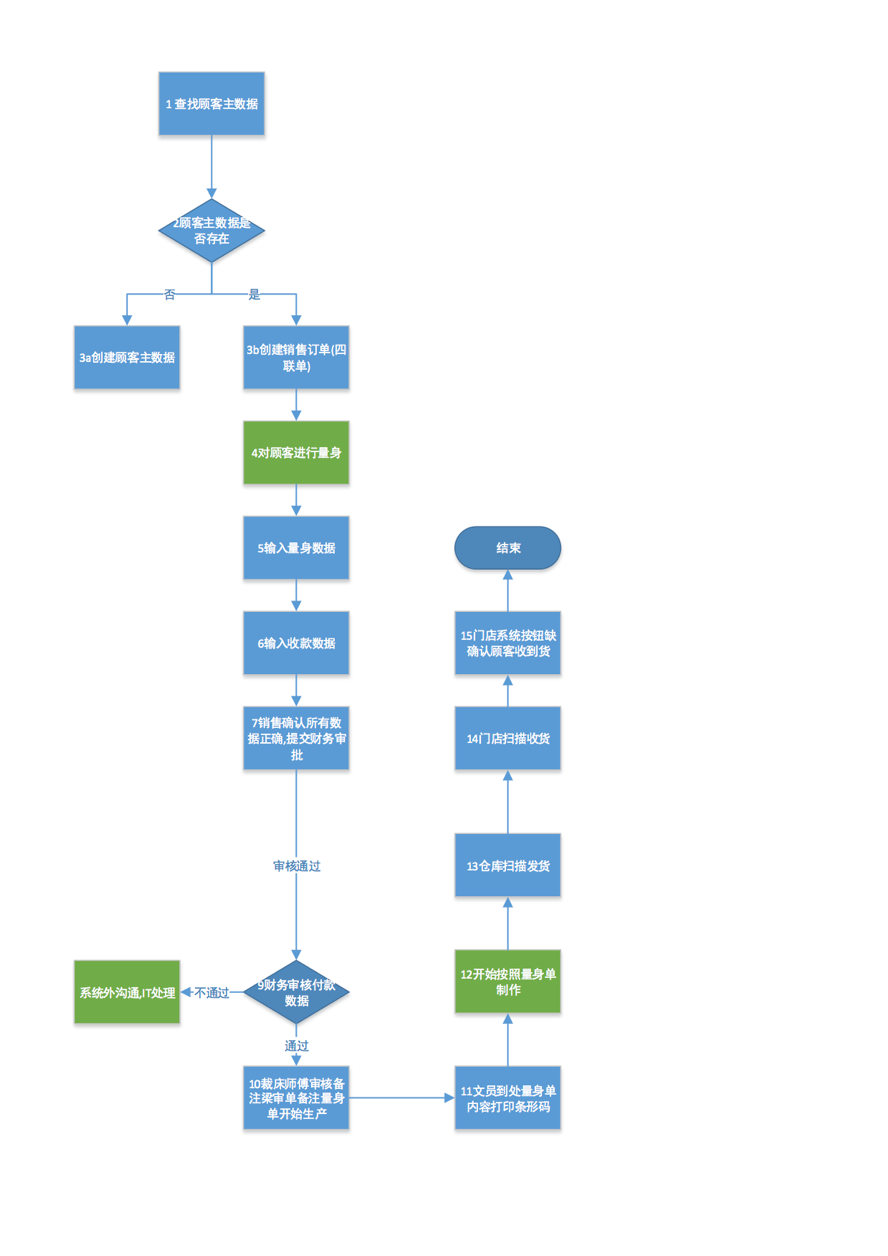 1 查找顾客主数据
2顾客主数据是
否存在
否
是
3a创建顾客主数据
3b创建销售订单(四
联单)
4对顾客进行量身
5输入量身数据
6输入收款数据
7销售确认所有数
据正确,提交财务审
批
审核通过
9财务审核付款
数据
不通过
系统外沟通,IT处理
通过
10裁床师傅审核备
注梁审单备注量身
单开始生产
11文员到处量身单
内容打印条形码
12开始按照量身单
制作
13仓库扫描发货
14门店扫描收货
15门店系统按钮缺
确认顾客收到货
结束